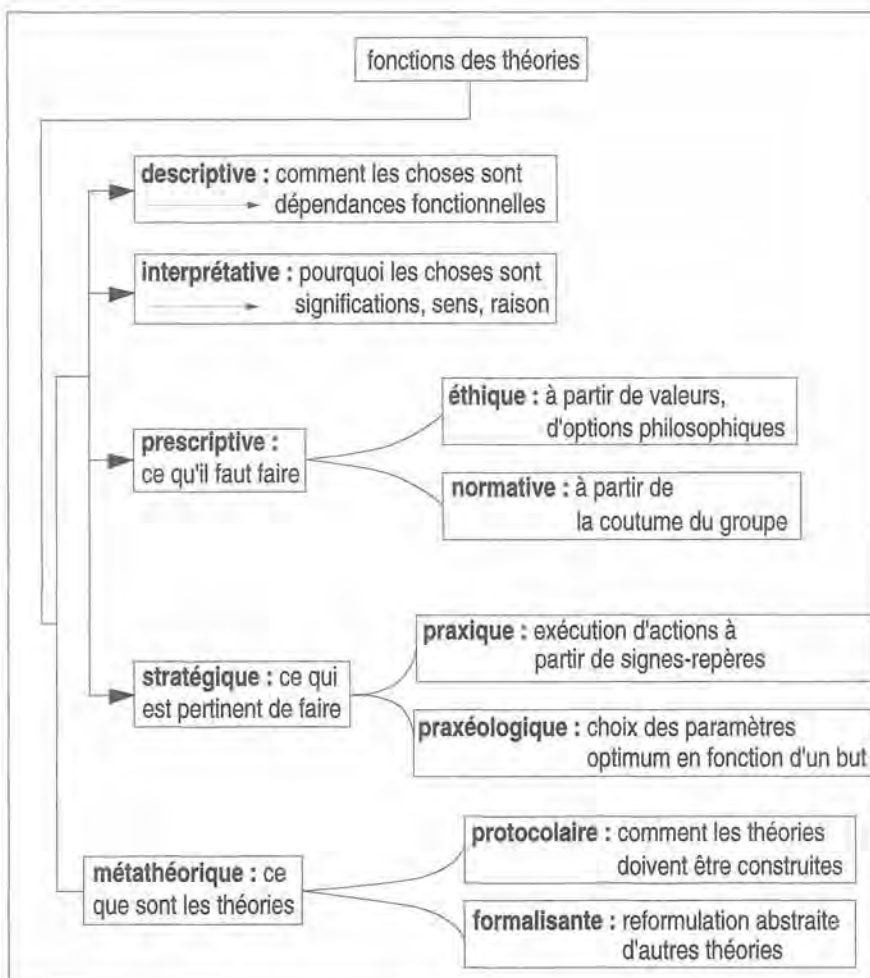 fonctions des théories
descriptive : comment les choses sont
dépendances fonctionnelles
interprétative : pourquoi les choses sont
significations, sens, raison
prescriptive :
ce qu'il faut faire
éthique : à partir de valeurs,
d'options philosophiques
normative : à partir de
la coutume du groupe
stratégique : ce qui
est pertinent de faire
praxique : exécution d'actions à
partir de signes-repères
praxéologique : choix des paramètres
optimum en fonction d'un but
métathéorique : ce
que sont les théories
protocolaire : comment les théories
doivent être construites
formalisante : reformulation abstraite
d'autres théories